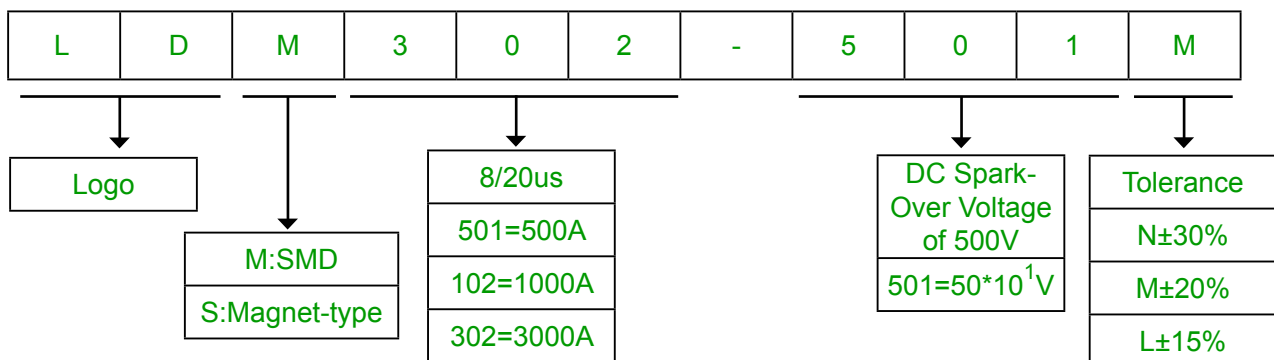 L D M 3 0 2 - 5 0 1 M
Logo
M:SMD
S:Magnet-type
8/20us
501=500A
102=1000A
302=3000A
DC Spark-
Over Voltage
of 500V
501=50*10¹V
Tolerance
N±30%
M±20%
L±15%